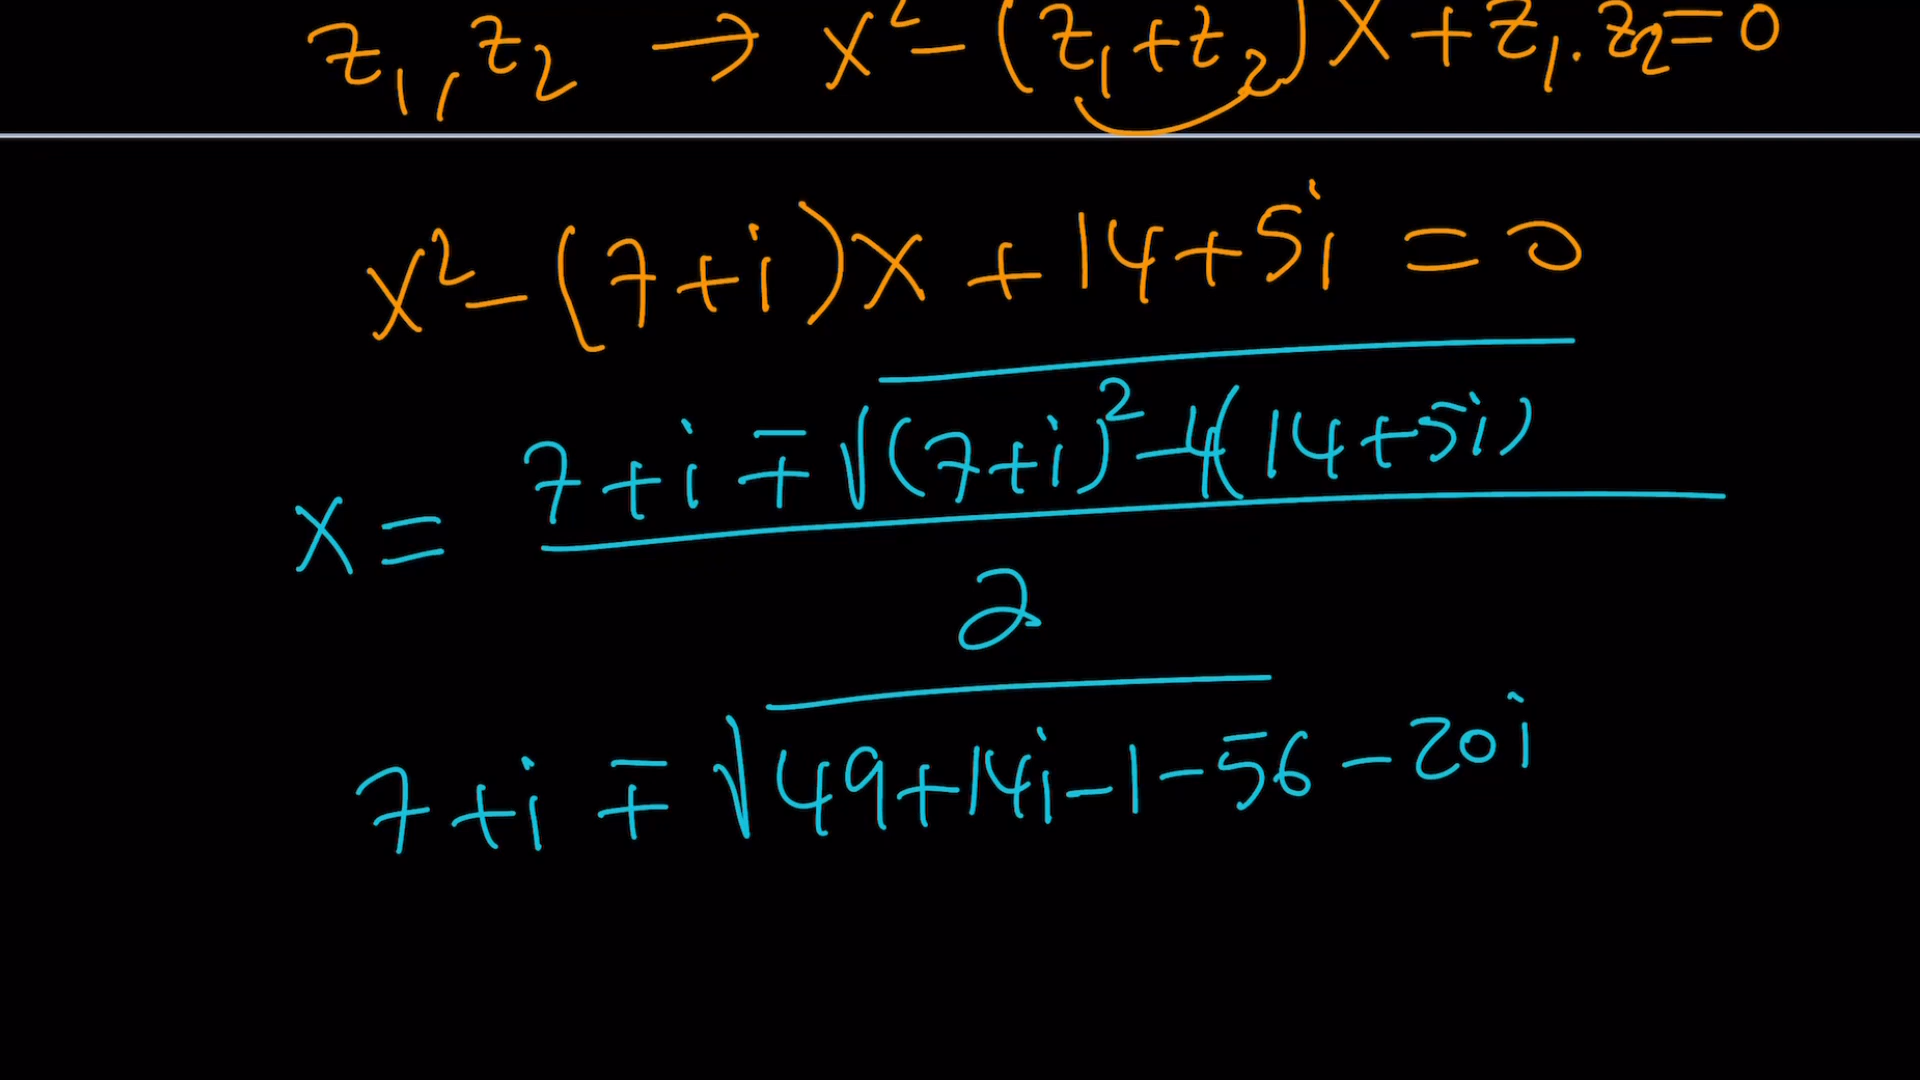 z₁, z₂ → x² - (z₁ + z₂)x + z₁ . z₂ = 0
x² - (7 + i)x + 14 + 5i = 0
x = (7 + i ∓ √((7 + i)² - 4(14 + 5i))) / 2
7 + i ∓ √(49 + 14i - 1 - 56 - 20i)